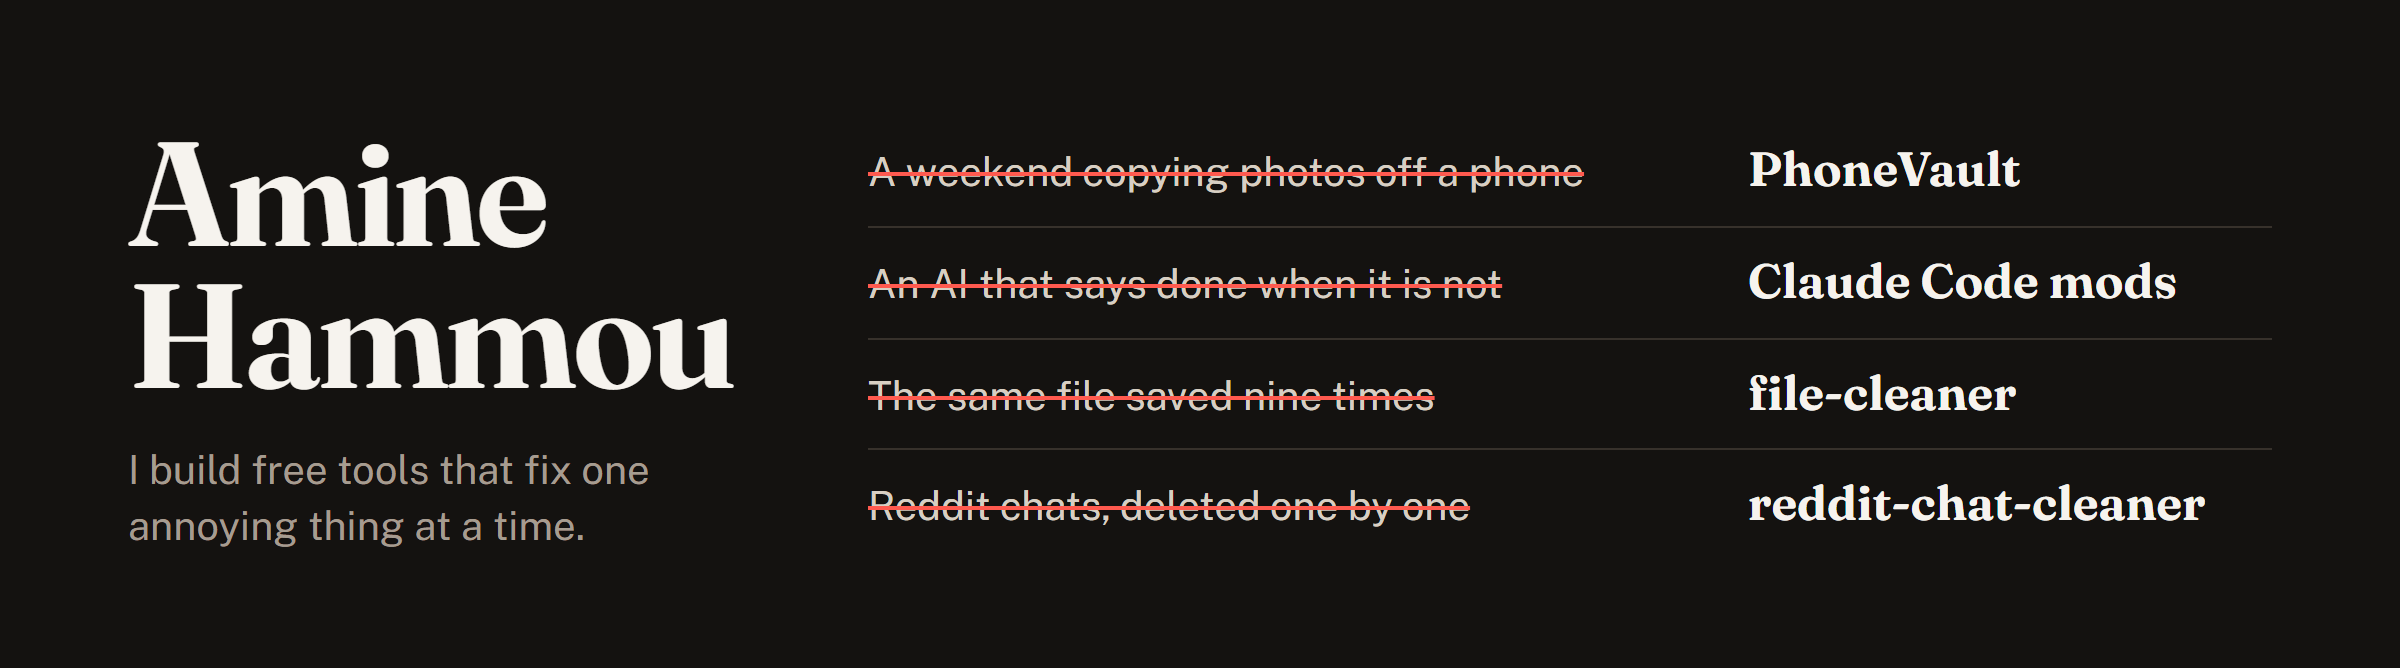 Amine
Hammou
I build free tools that fix one
annoying thing at a time.
A weekend copying photos off a phone
PhoneVault
An AI that says done when it is not
Claude Code mods
The same file saved nine times
file-cleaner
Reddit chats, deleted one by one
reddit-chat-cleaner